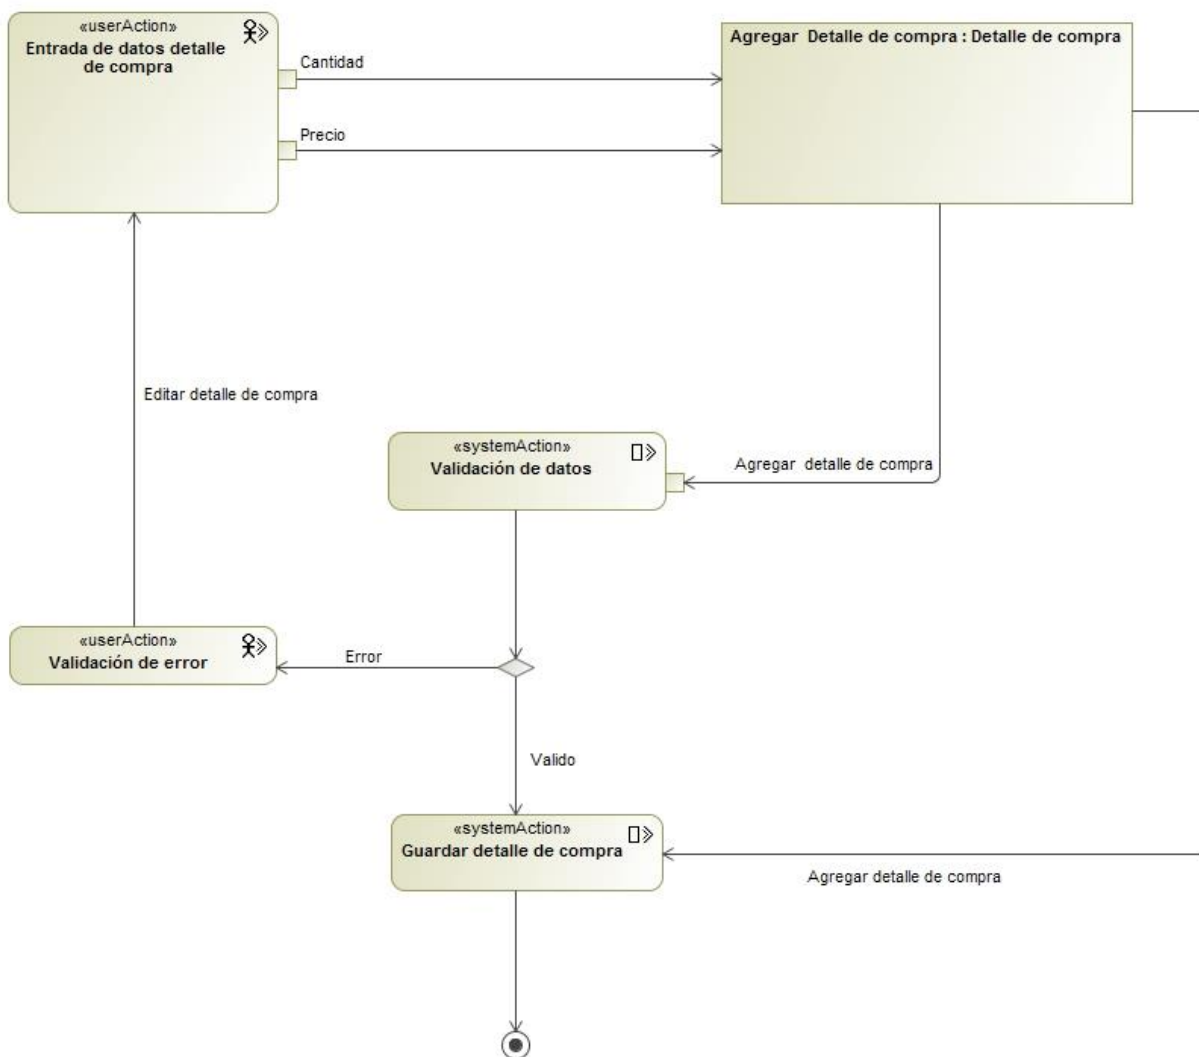 «userAction»
Entrada de datos detalle
de compra
Cantidad
Precio
Agregar Detalle de compra : Detalle de compra
Editar detalle de compra
«systemAction»
Validación de datos
Agregar detalle de compra
«userAction»
Validación de error
Error
Valido
«systemAction»
Guardar detalle de compra
Agregar detalle de compra